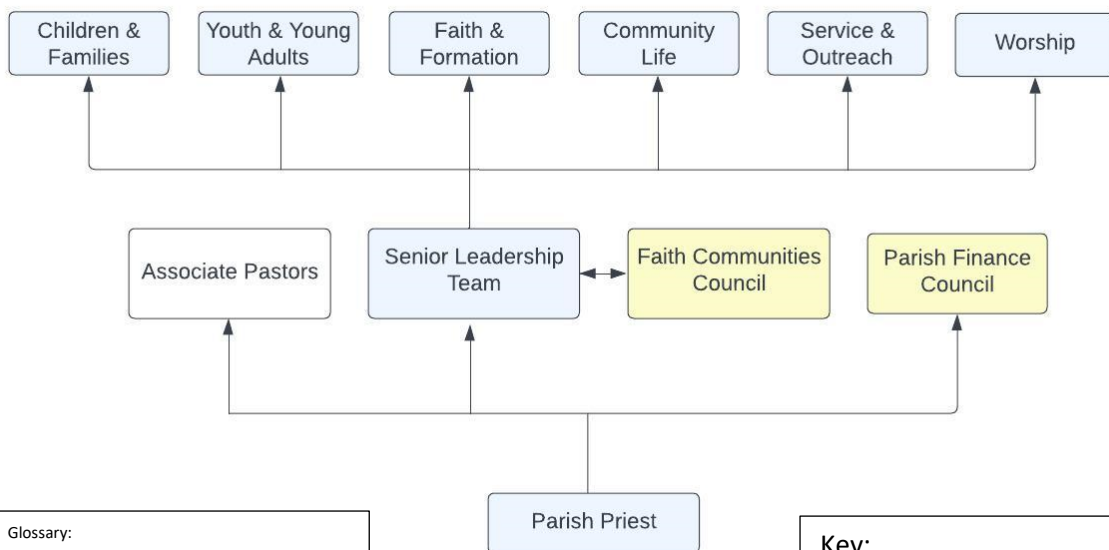 Children &
Families
Youth & Young
Adults
Faith &
Formation
Community
Life
Service &
Outreach
Worship
Associate Pastors
Senior Leadership
Team
Faith Communities
Council
Parish Finance
Council
Glossary:
Parish Priest
Key: